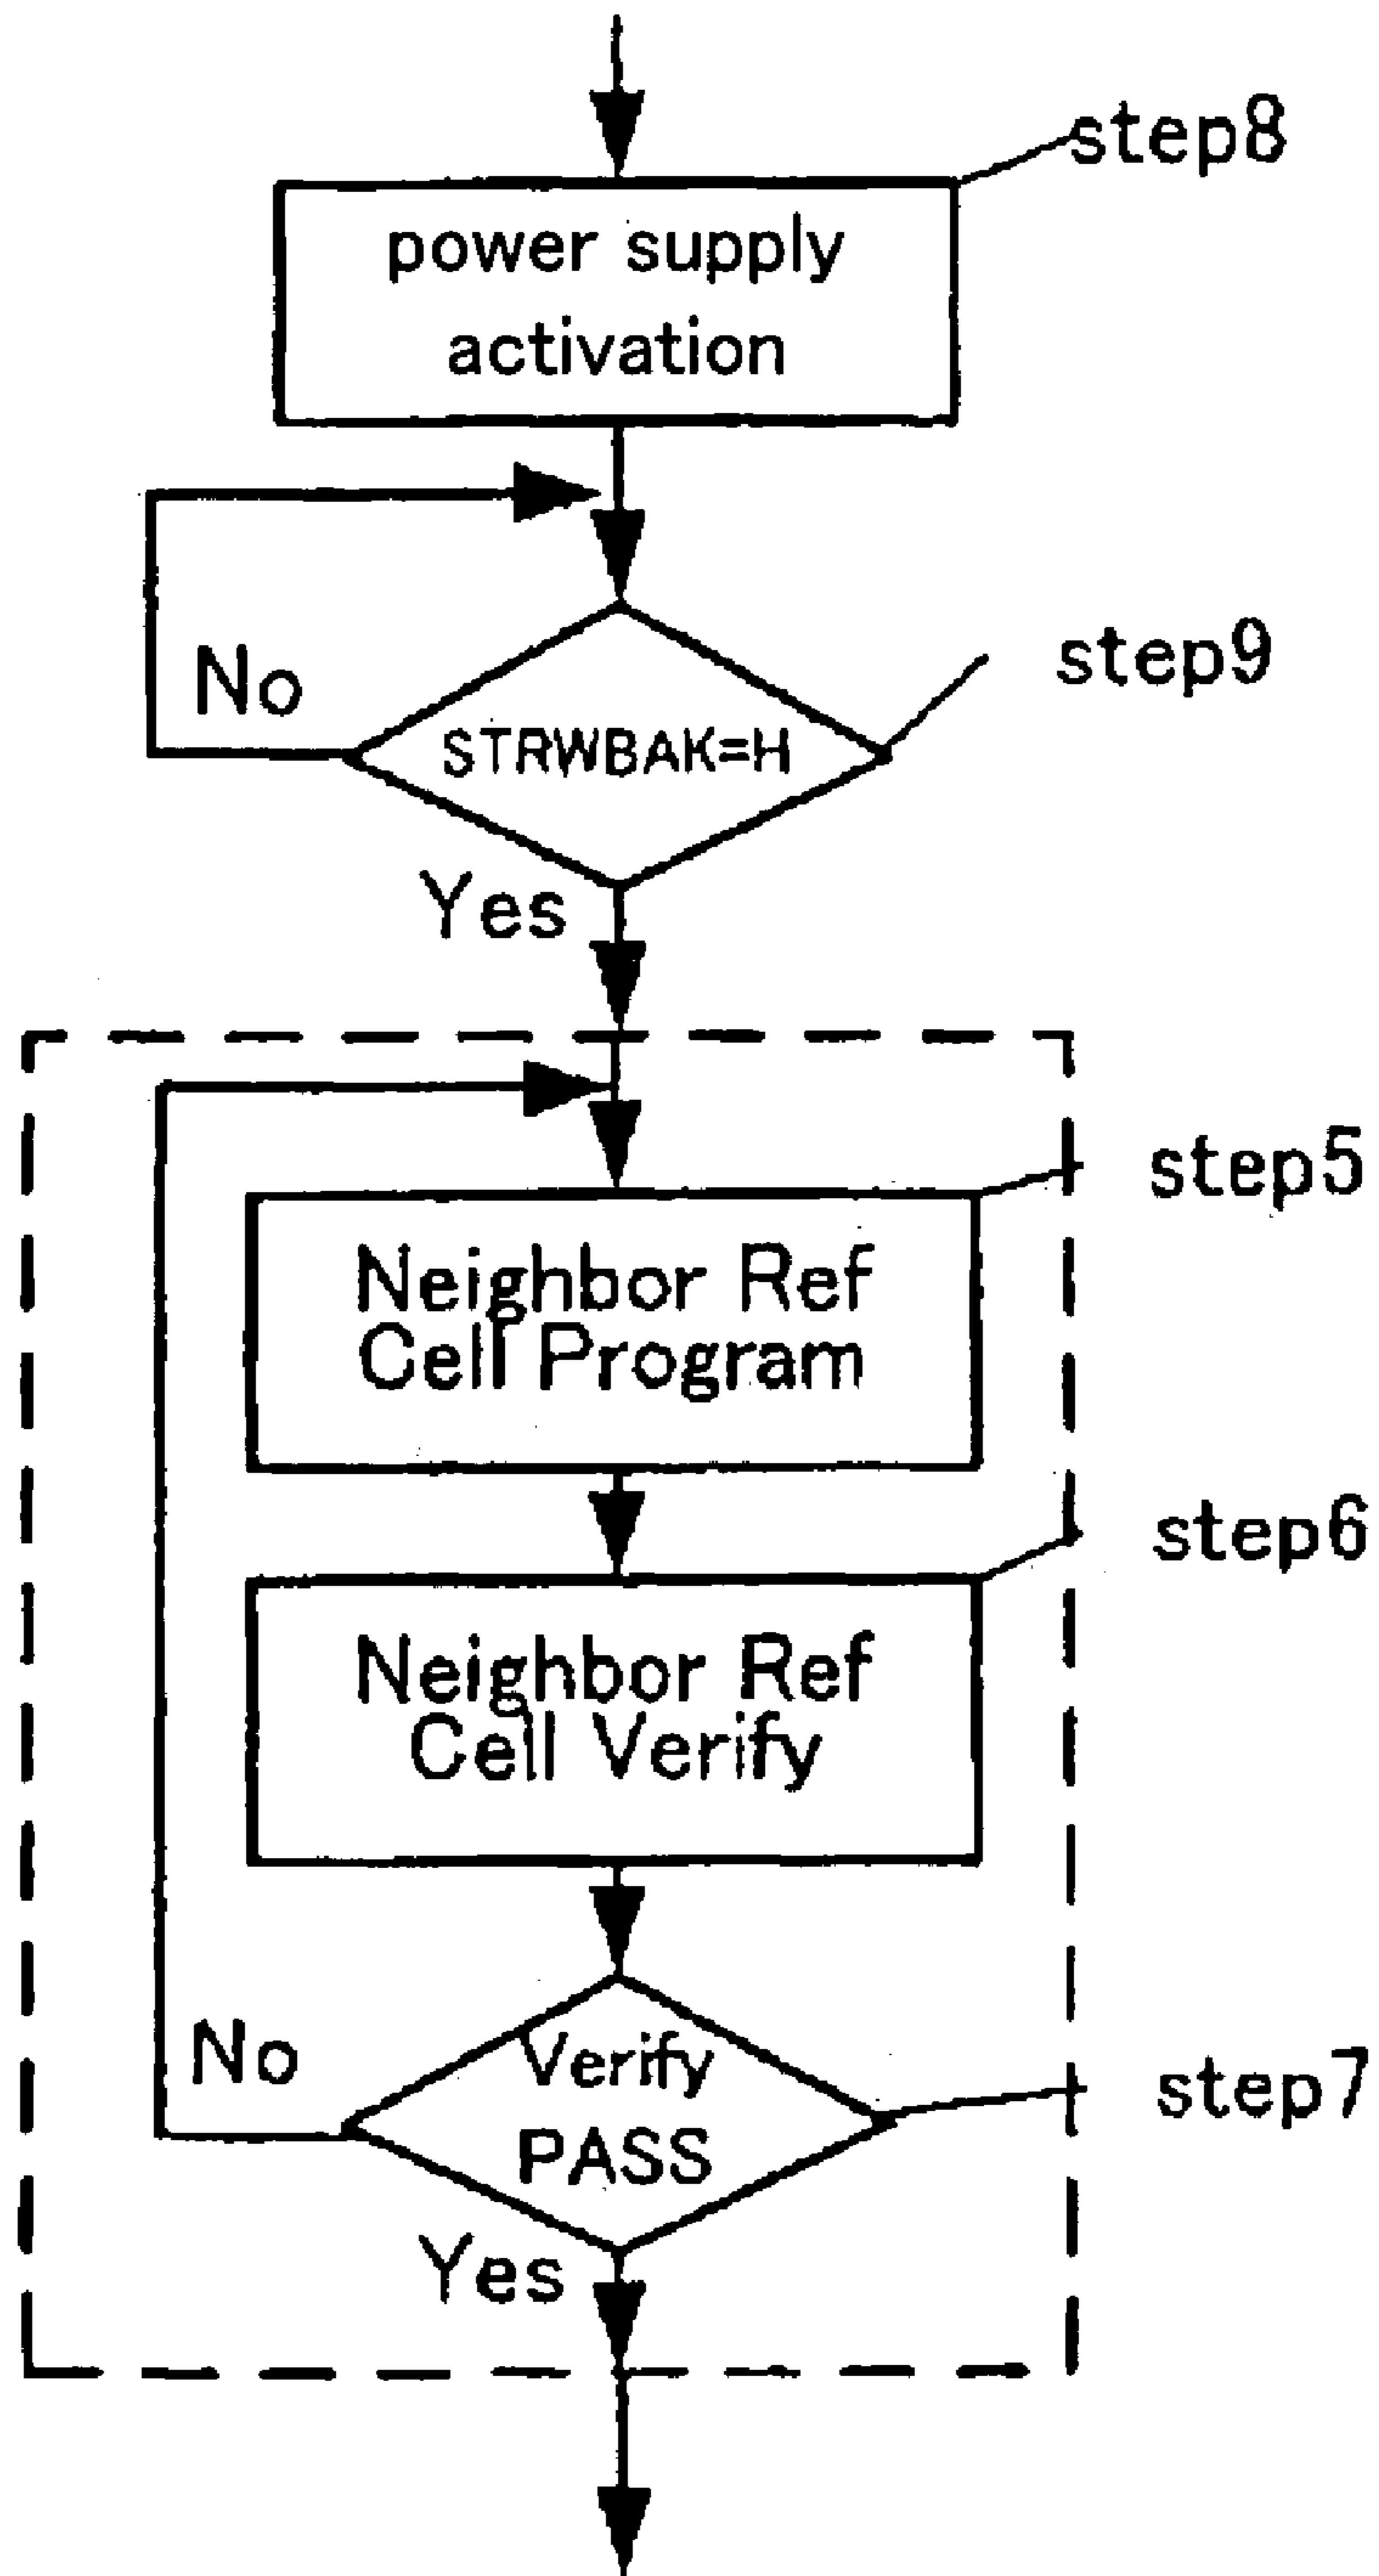 step8
power supply
activation
No
step9
STRWBAK=H
Yes
step5
Neighbor Ref
Cell Program
step6
Neighbor Ref
Cell Verify
No
Verify
PASS
step7
Yes